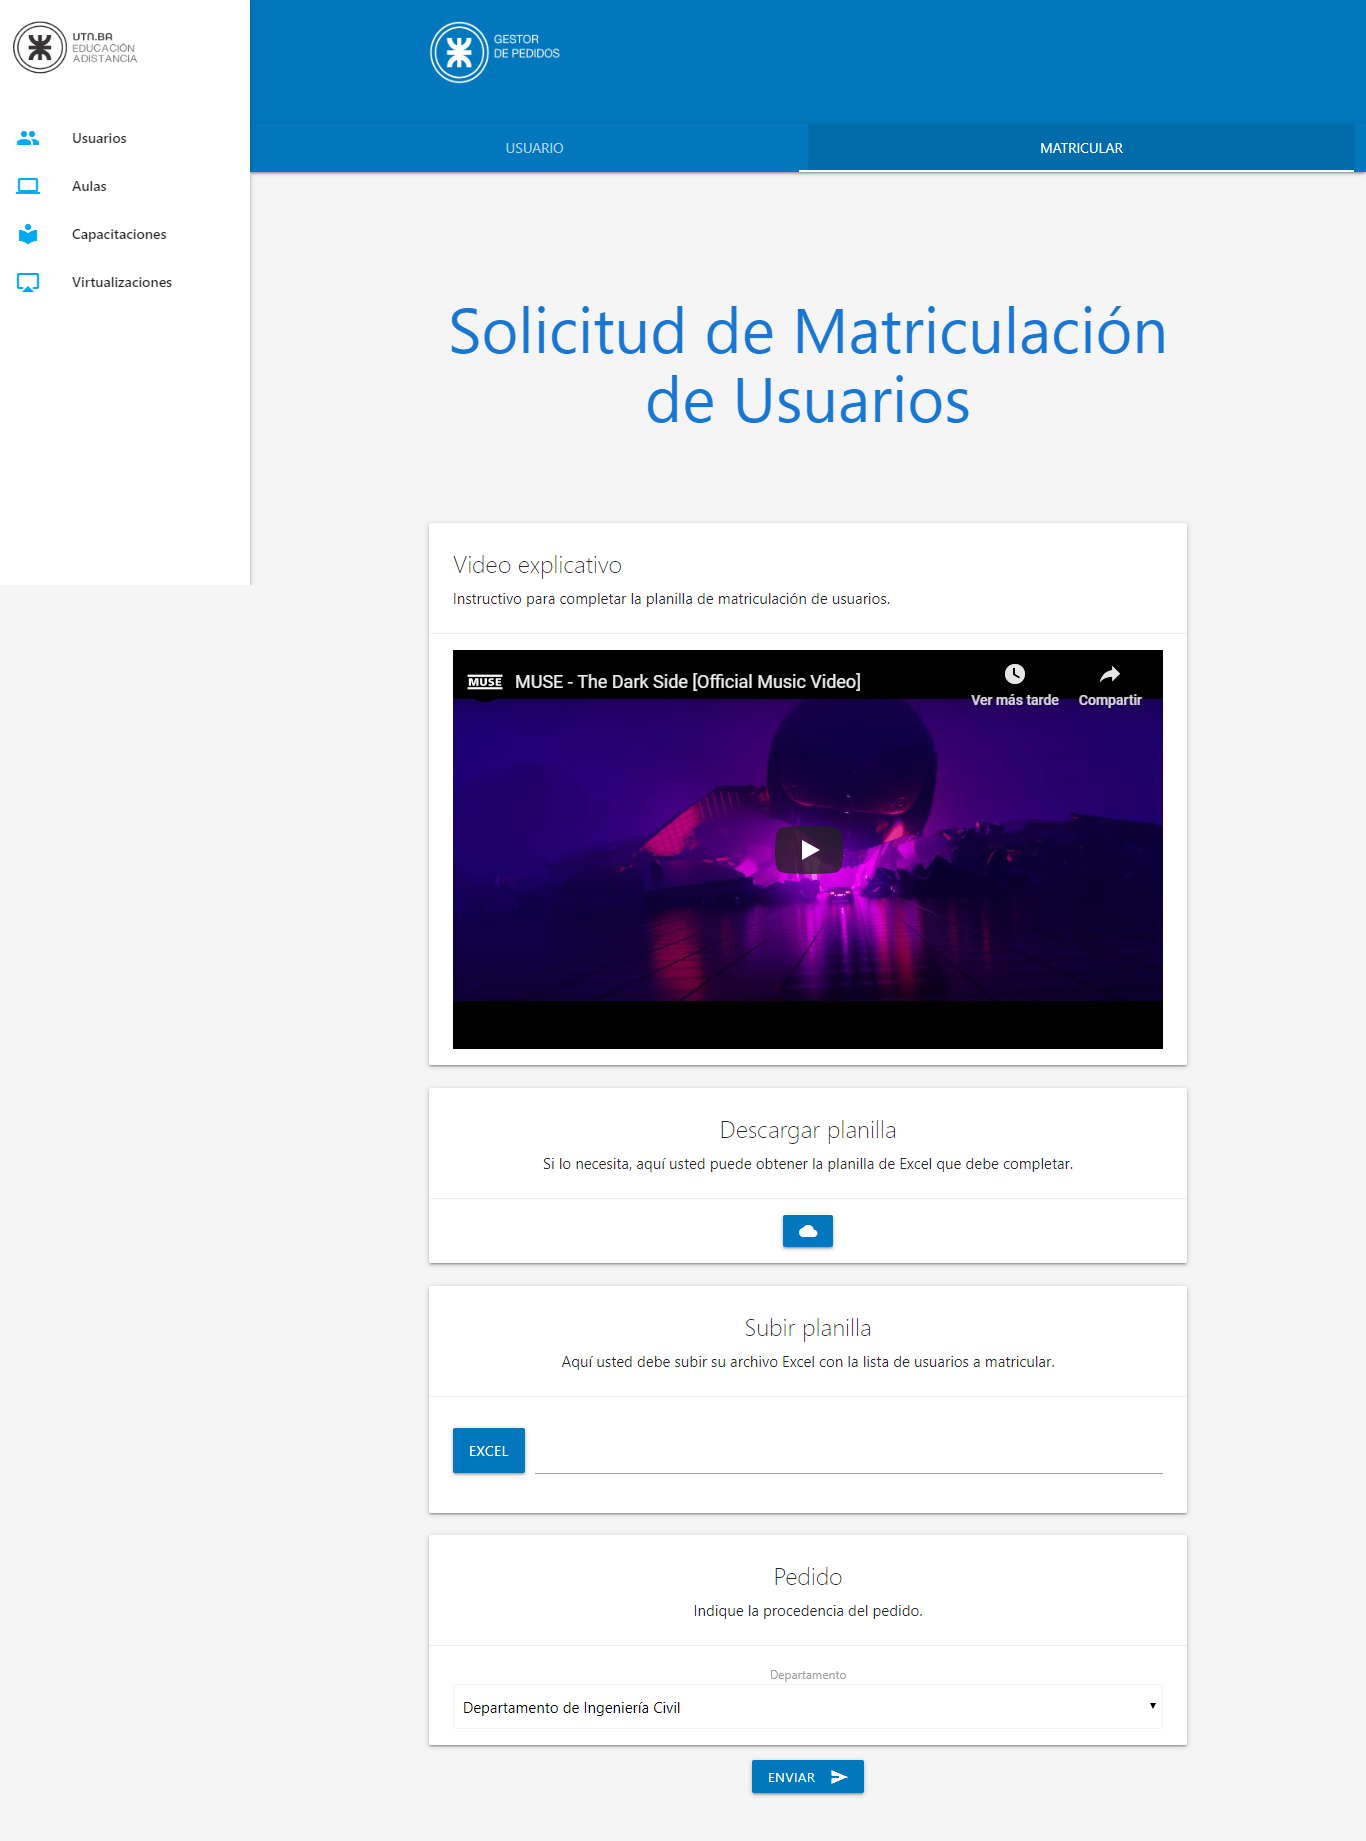 UTN.BA
EDUCACIÓN
A DISTANCIA
Usuarios
Aulas
Capacitaciones
Virtualizaciones
GESTOR
DE PEDIDOS
USUARIO
MATRICULAR
Solicitud de Matriculación
de Usuarios
Video explicativo
Instructivo para completar la planilla de matriculación de usuarios.
MUSE
MUSE - The Dark Side [Official Music Video]
Ver más tarde
Compartir
Descargar planilla
Si lo necesita, aquí usted puede obtener la planilla de Excel que debe completar.
Subir planilla
Aquí usted debe subir su archivo Excel con la lista de usuarios a matricular.
EXCEL
Pedido
Indique la procedencia del pedido.
Departamento
Departamento de Ingeniería Civil
ENVIAR